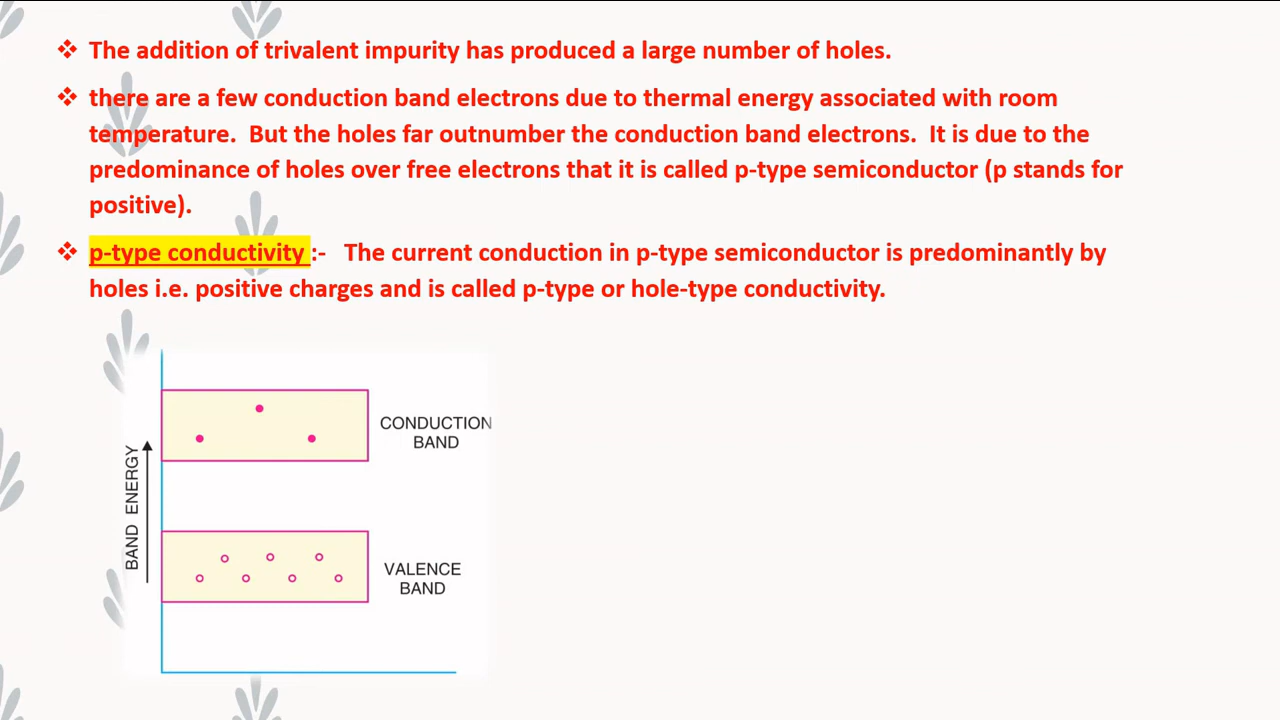 ❖ The addition of trivalent impurity has produced a large number of holes.
❖ there are a few conduction band electrons due to thermal energy associated with room
temperature.  But the holes far outnumber the conduction band electrons.  It is due to the
predominance of holes over free electrons that it is called p-type semiconductor (p stands for
positive).
❖ p-type conductivity :-   The current conduction in p-type semiconductor is predominantly by
holes i.e. positive charges and is called p-type or hole-type conductivity.
CONDUCTION
BAND
BAND ENERGY
VALENCE
BAND